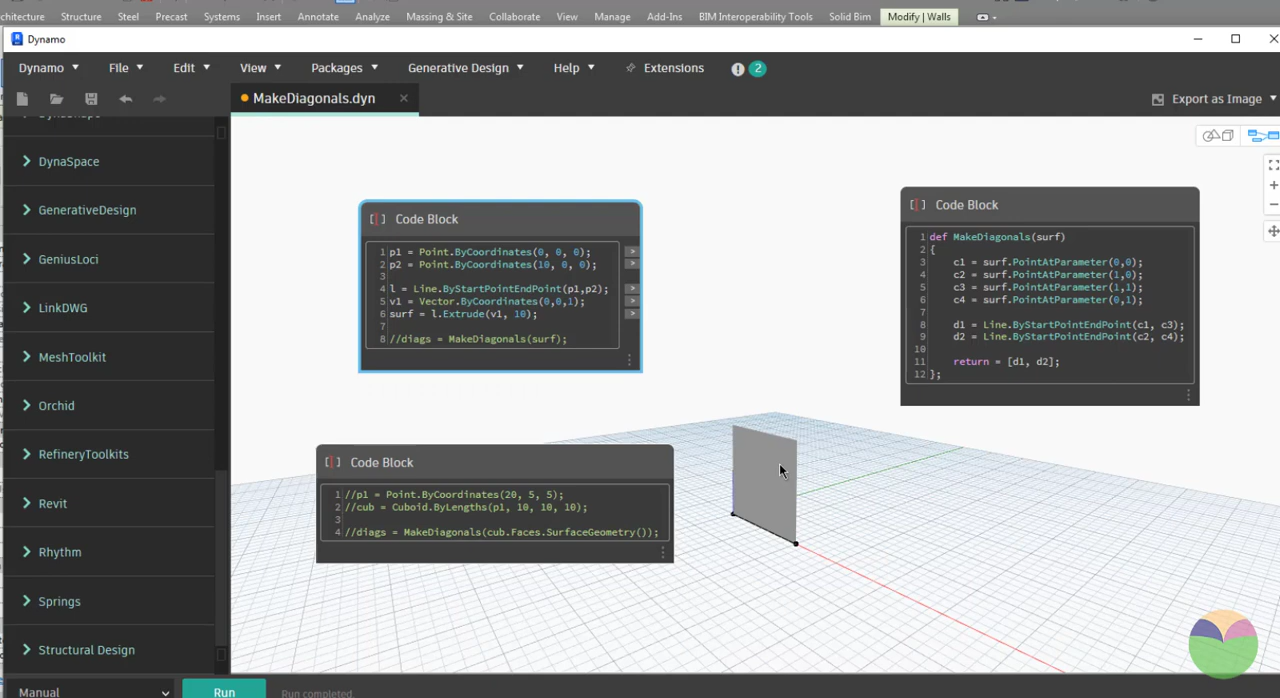 chitecture Structure Steel Precast Systems Insert Annotate Analyze Massing & Site Collaborate View Manage Add-Ins BIM Interoperability Tools Solid Bim Modify | Walls
Dynamo
Dynamo File Edit View Packages Generative Design Help Extensions 2
MakeDiagonals.dyn
Export as Image
DynaShape
DynaSpace
GenerativeDesign
GeniusLoci
LinkDWG
MeshToolkit
Orchid
RefineryToolkits
Revit
Rhythm
Springs
Structural Design
Code Block
1 p1 = Point.ByCoordinates(0, 0, 0);
2 p2 = Point.ByCoordinates(10, 0, 0);
3
4 l = Line.ByStartPointEndPoint(p1,p2);
5 v1 = Vector.ByCoordinates(0,0,1);
6 surf = l.Extrude(v1, 10);
7
8 //diags = MakeDiagonals(surf);
Code Block
1 def MakeDiagonals(surf)
2 {
3 c1 = surf.PointAtParameter(0,0);
4 c2 = surf.PointAtParameter(1,0);
5 c3 = surf.PointAtParameter(1,1);
6 c4 = surf.PointAtParameter(0,1);
7
8 d1 = Line.ByStartPointEndPoint(c1, c3);
9 d2 = Line.ByStartPointEndPoint(c2, c4);
10
11 return = [d1, d2];
12 };
Code Block
1 //p1 = Point.ByCoordinates(20, 5, 5);
2 //cub = Cuboid.ByLengths(p1, 10, 10, 10);
3
4 //diags = MakeDiagonals(cub.Faces.SurfaceGeometry());
Manual
Run
Run completed.